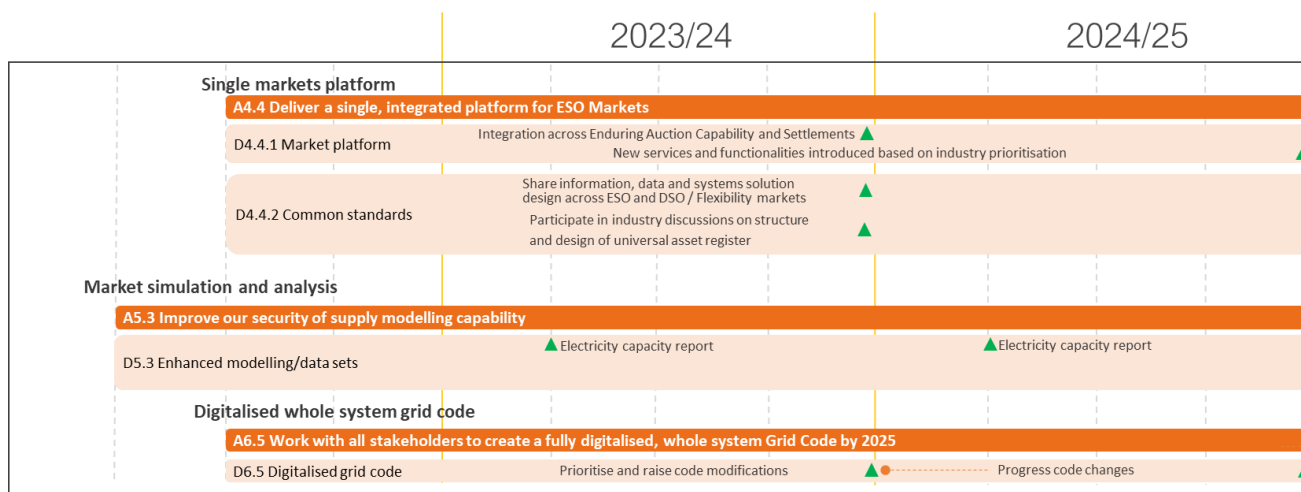 2023/24
2024/25
Single markets platform
A4.4 Deliver a single, integrated platform for ESO Markets
D4.4.1 Market platform
Integration across Enduring Auction Capability and Settlements
New services and functionalities introduced based on industry prioritisation
D4.4.2 Common standards
Share information, data and systems solution
design across ESO and DSO / Flexibility markets
Participate in industry discussions on structure
and design of universal asset register
Market simulation and analysis
A5.3 Improve our security of supply modelling capability
D5.3 Enhanced modelling/data sets
Electricity capacity report
Electricity capacity report
Digitalised whole system grid code
A6.5 Work with all stakeholders to create a fully digitalised, whole system Grid Code by 2025
D6.5 Digitalised grid code
Prioritise and raise code modifications
Progress code changes